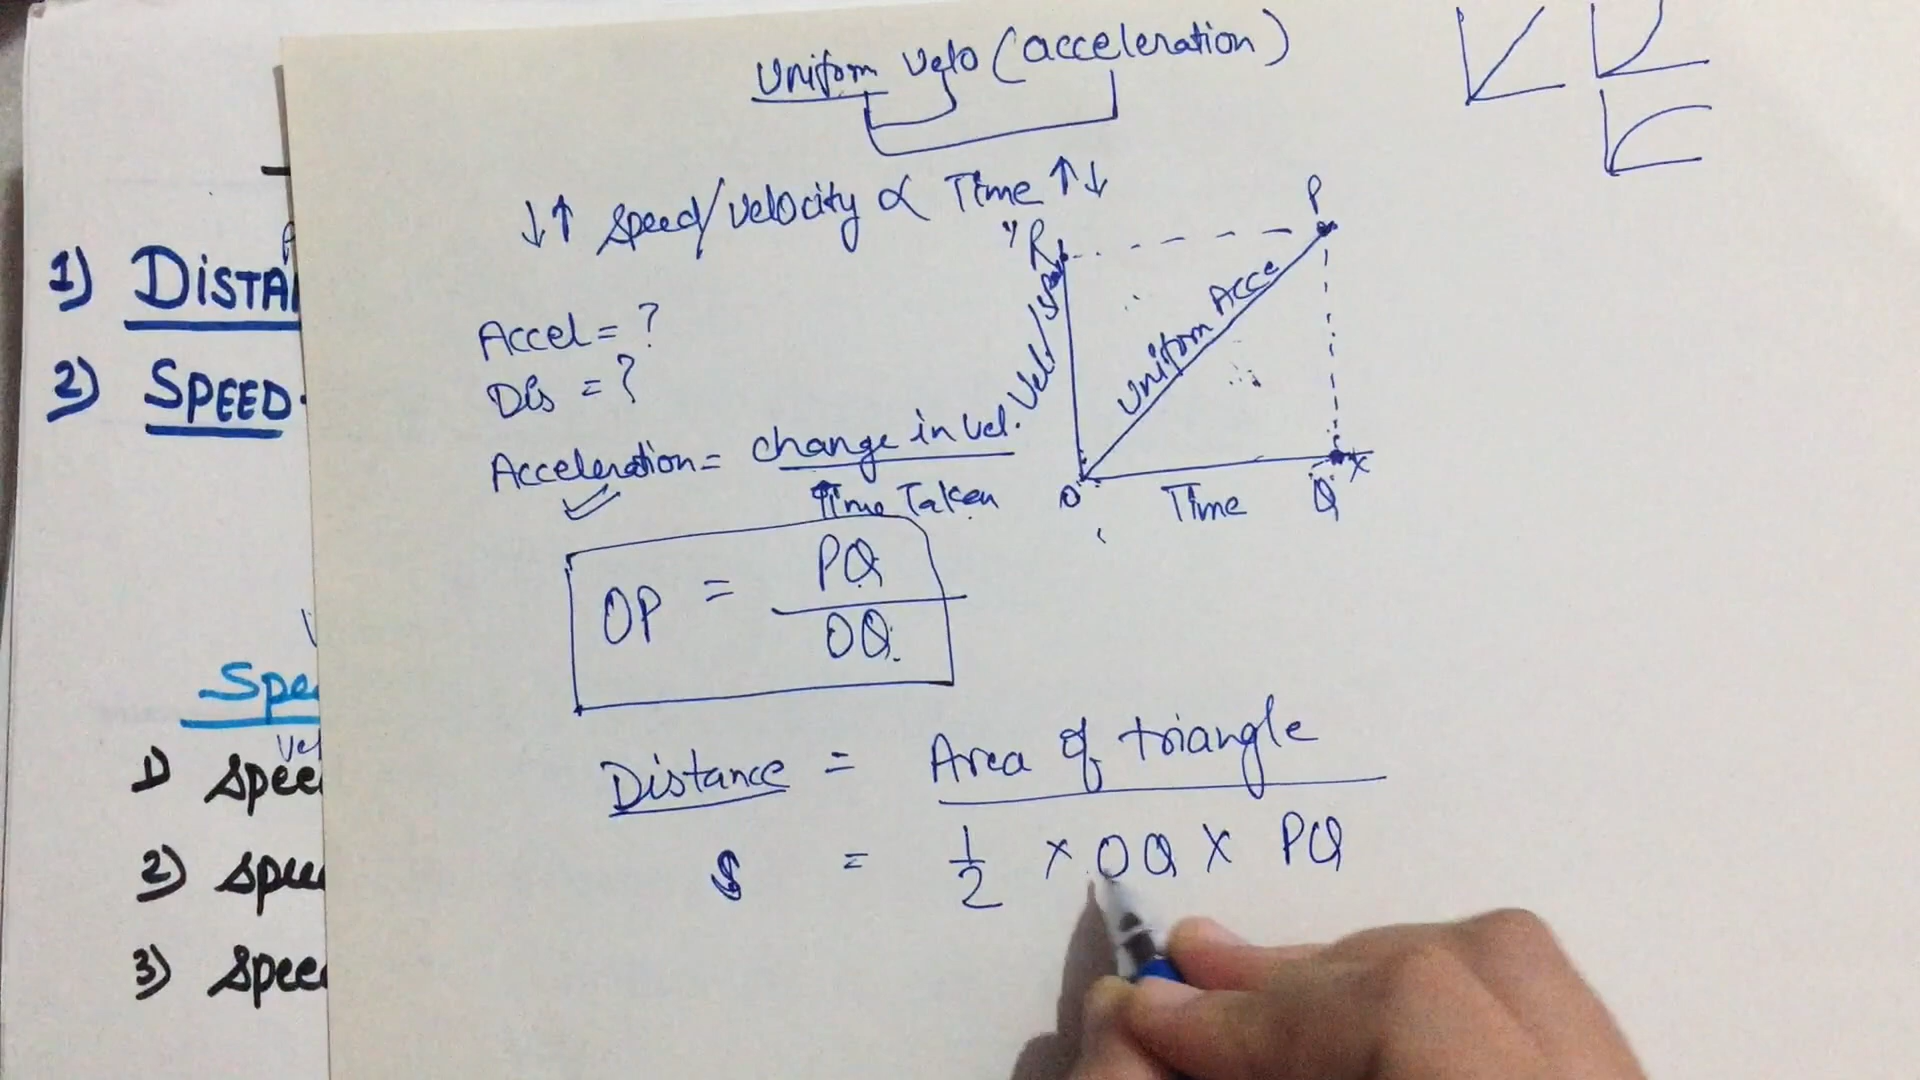 Uniform Velo (acceleration)
↓↑ Speed/Velocity ∝ Time ↑↓
P
y R
Vel./
Uniform Acce
Accel = ?
Dis = ?
Acceleration = change in Vel.
Time Taken
O Time Q x
OP = PQ
OQ.
Distance = Area of triangle
S = 1/2 × OQ × PQ
1) DISTA
2) SPEED
Spe
Vel
1) Spee
2) Spee
3) Spee